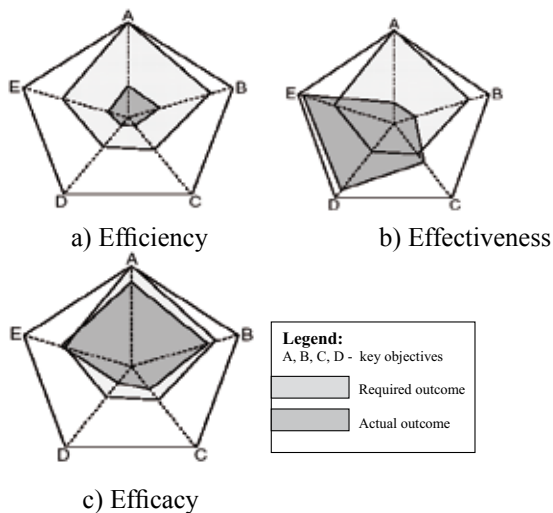 A
E
B
D
C
a) Efficiency
A
E
B
D
C
b) Effectiveness
A
E
B
D
C
c) Efficacy
Legend:
A, B, C, D - key objectives
Required outcome
Actual outcome